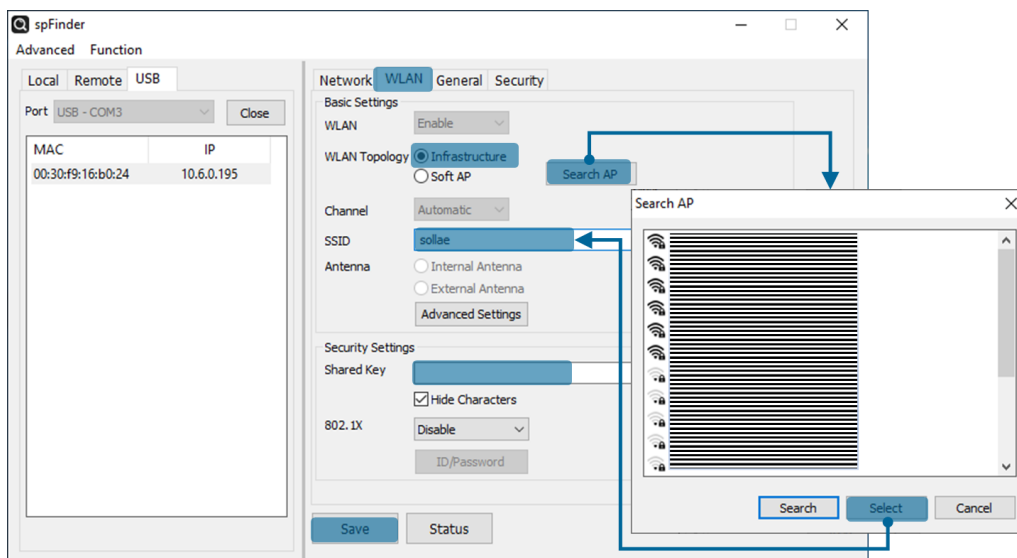 spFinder
Advanced Function
Local Remote USB
Port USB - COM3 Close
MAC IP
00:30:f9:16:b0:24 10.6.0.195
Network WLAN General Security
Basic Settings
WLAN Enable
WLAN Topology Infrastructure
Soft AP
Search AP
Channel Automatic
SSID sollae
Antenna Internal Antenna
External Antenna
Advanced Settings
Security Settings
Shared Key
Hide Characters
802.1X Disable
ID/Password
Save Status
Search AP
Search Select Cancel